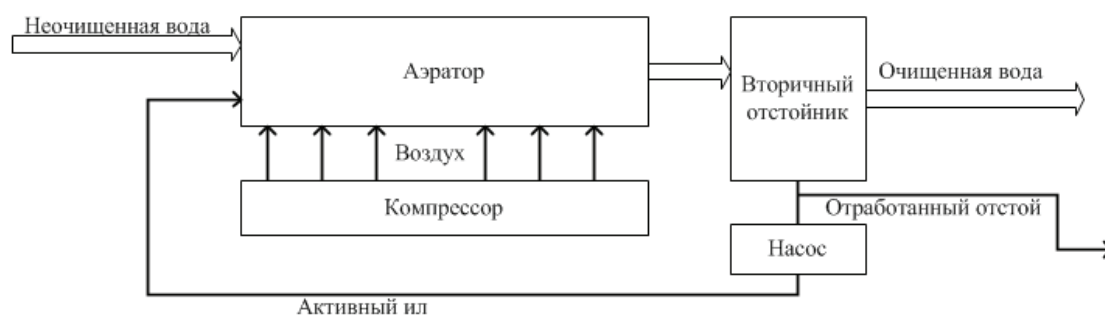 Неочищенная вода
Аэратор
Вторичный
отстойник
Очищенная вода
Воздух
Компрессор
Отработанный отстой
Насос
Активный ил